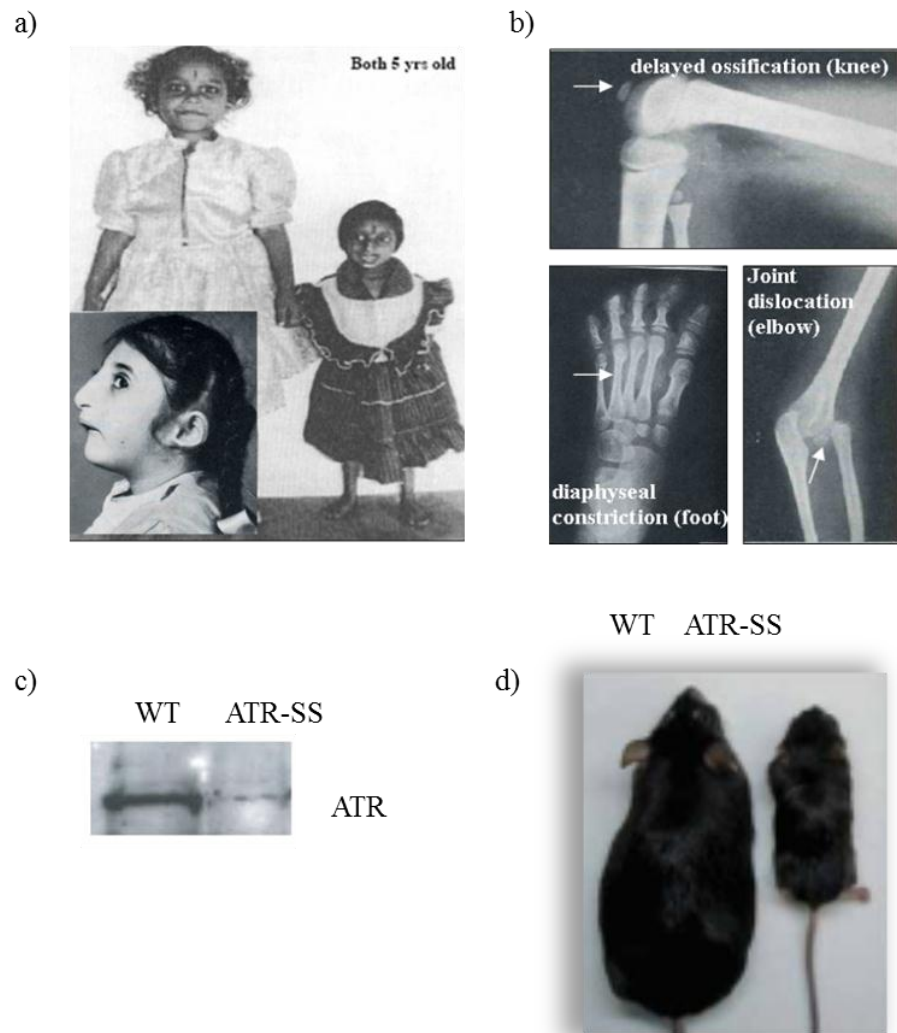 a)
Both 5 yrs old
b)
delayed ossification (knee)
diaphyseal
constriction (foot)
Joint
dislocation
(elbow)
c)
WT ATR-SS
ATR
d)
WT ATR-SS